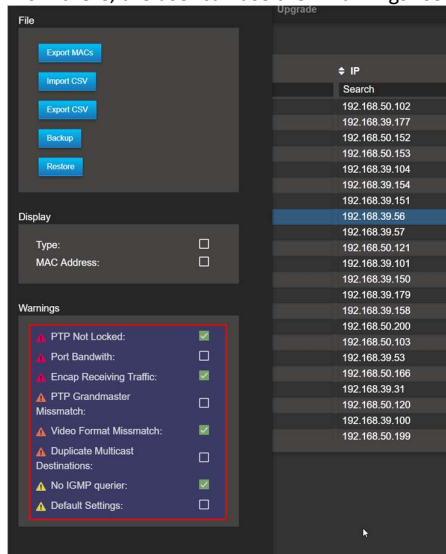 Upgrade
File
Export MACs
Import CSV
Export CSV
Backup
Restore
Display
Type:
MAC Address:
Warnings
PTP Not Locked:
Port Bandwith:
Encap Receiving Traffic:
PTP Grandmaster
Missmatch:
Video Format Missmatch:
Duplicate Multicast
Destinations:
No IGMP querier:
Default Settings:
IP
Search
192.168.50.102
192.168.39.177
192.168.50.152
192.168.50.153
192.168.39.104
192.168.39.154
192.168.39.151
192.168.39.56
192.168.39.57
192.168.50.121
192.168.39.101
192.168.39.150
192.168.39.179
192.168.39.158
192.168.50.200
192.168.50.103
192.168.39.53
192.168.50.166
192.168.39.31
192.168.50.120
192.168.39.100
192.168.50.199